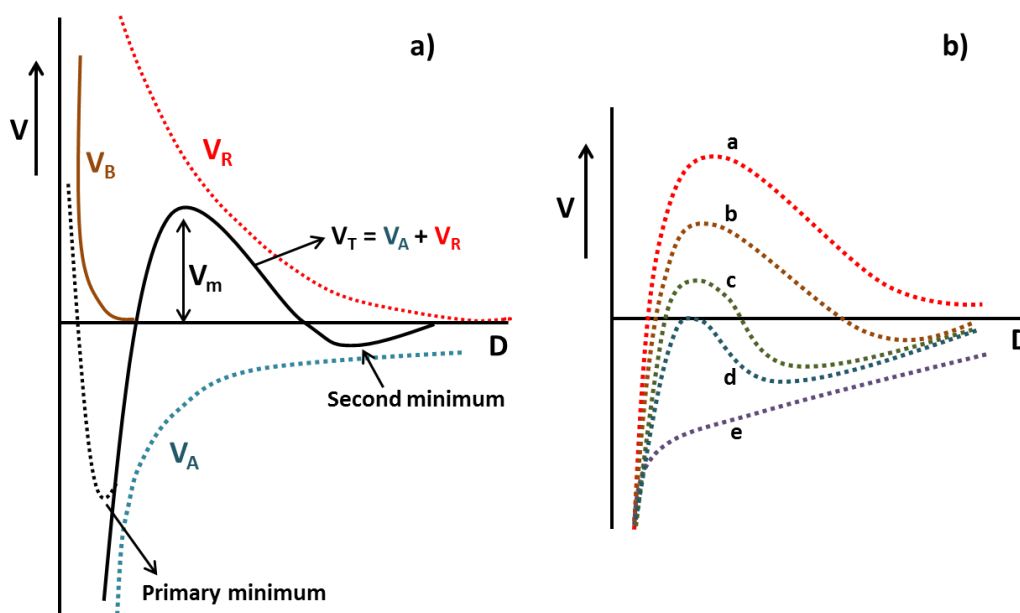 a)
V
V_B
V_R
V_T = V_A + V_R
V_m
D
Second minimum
V_A
Primary minimum
b)
V
a
b
c
d
e
D